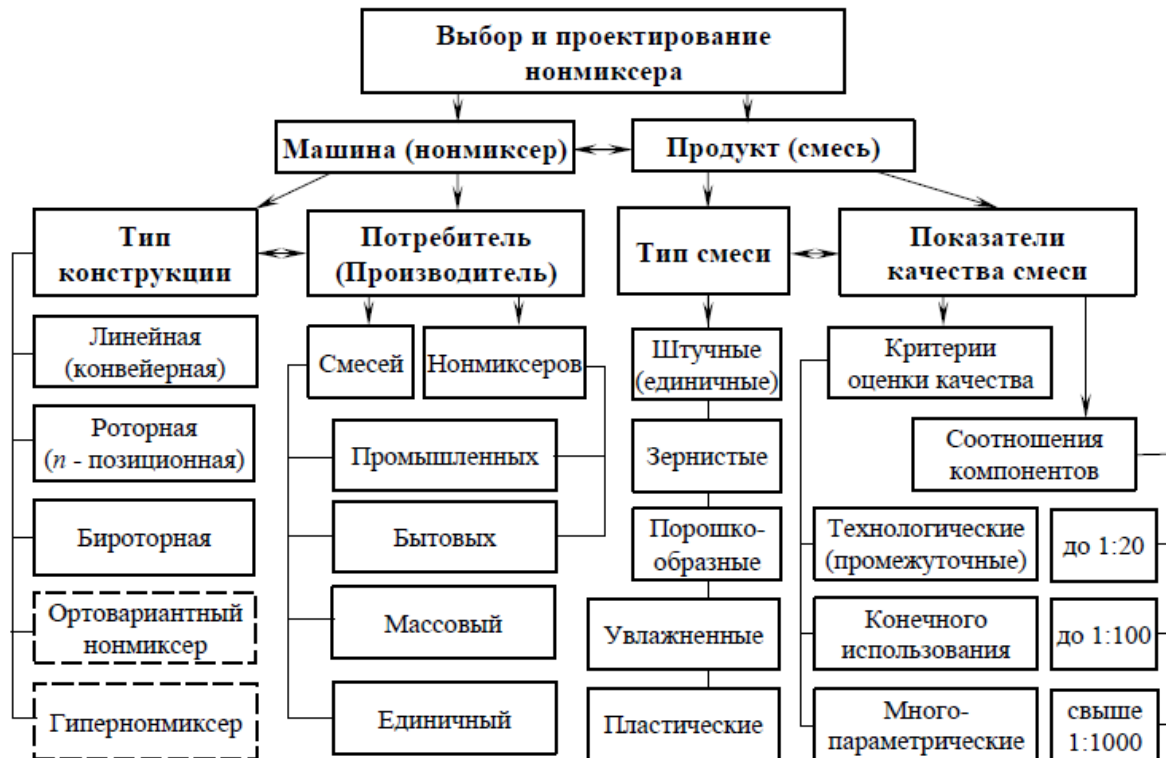 Выбор и проектирование
нонмиксера
Машина (нонмиксер)
Продукт (смесь)
Тип
конструкции
Потребитель
(Производитель)
Тип смеси
Показатели
качества смеси
Линейная
(конвейерная)
Роторная
(n - позиционная)
Бироторная
Ортовариантный
нонмиксер
Гипернонмиксер
Смесей
Нонмиксеров
Промышленных
Бытовых
Массовый
Единичный
Штучные
(единичные)
Зернистые
Порошко-
образные
Увлажненные
Пластические
Критерии
оценки качества
Соотношения
компонентов
Технологические
(промежуточные)
Конечного
использования
Много-
параметрические
до 1:20
до 1:100
свыше
1:1000